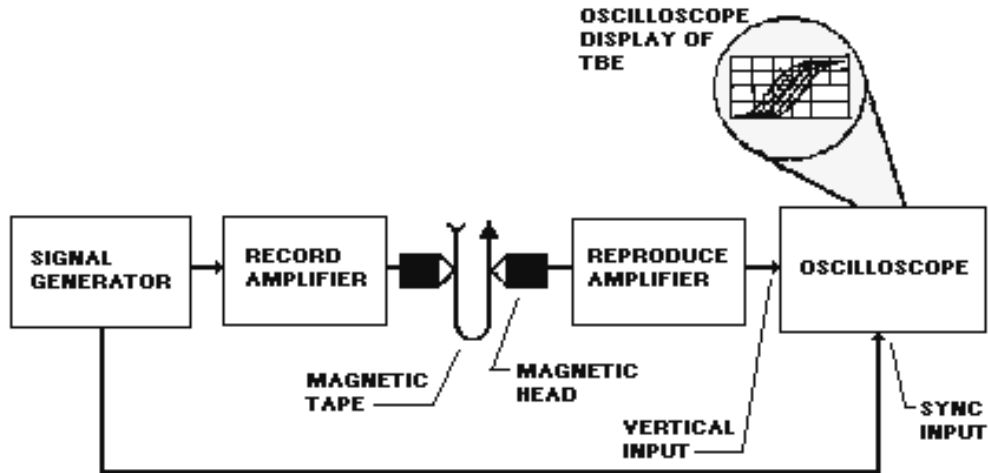 OSCILLOSCOPE
DISPLAY OF
TBE
SIGNAL
GENERATOR
RECORD
AMPLIFIER
REPRODUCE
AMPLIFIER
OSCILLOSCOPE
MAGNETIC
TAPE
MAGNETIC
HEAD
VERTICAL
INPUT
SYNC
INPUT